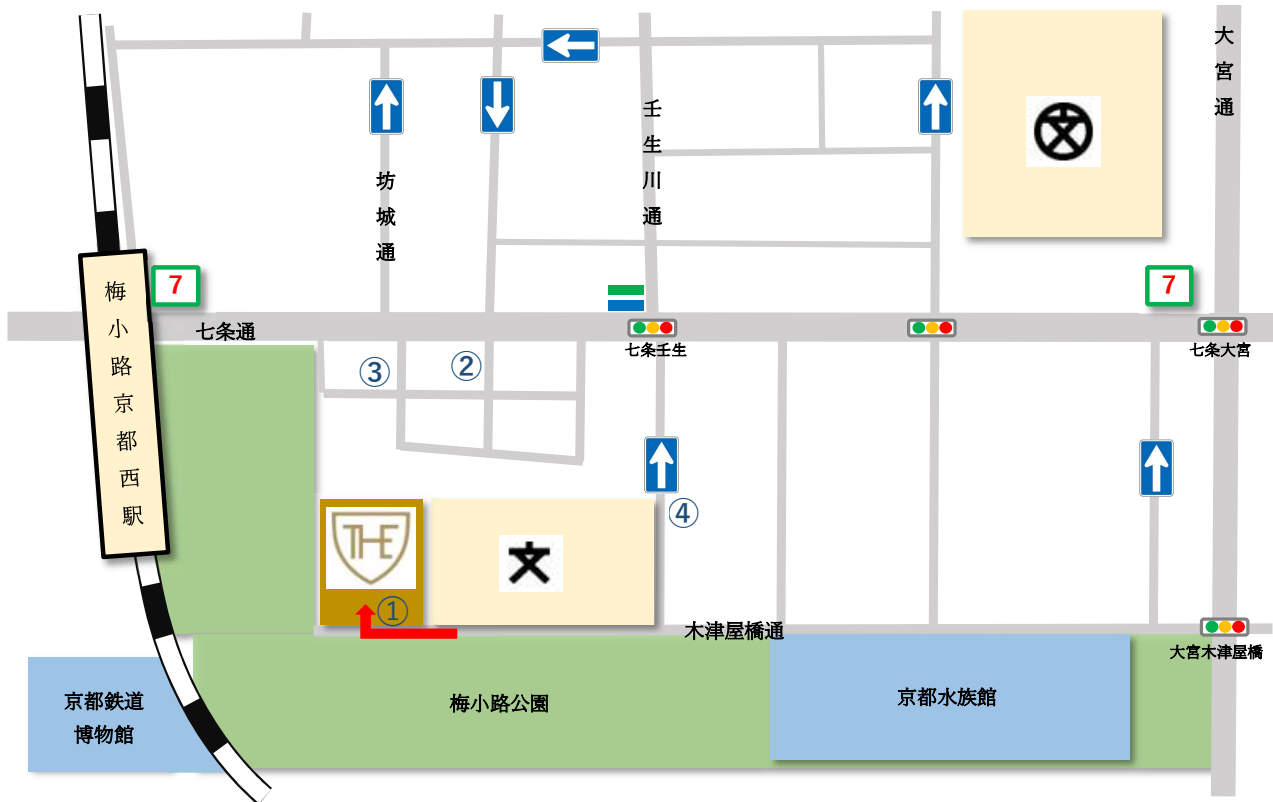 大宮通
壬生川通
坊城通
7
7
梅小路京都西駅
七条通
七条壬生
七条大宮
③
②
④
THE
文
①
木津屋橋通
大宮木津屋橋
京都鉄道
博物館
梅小路公園
京都水族館